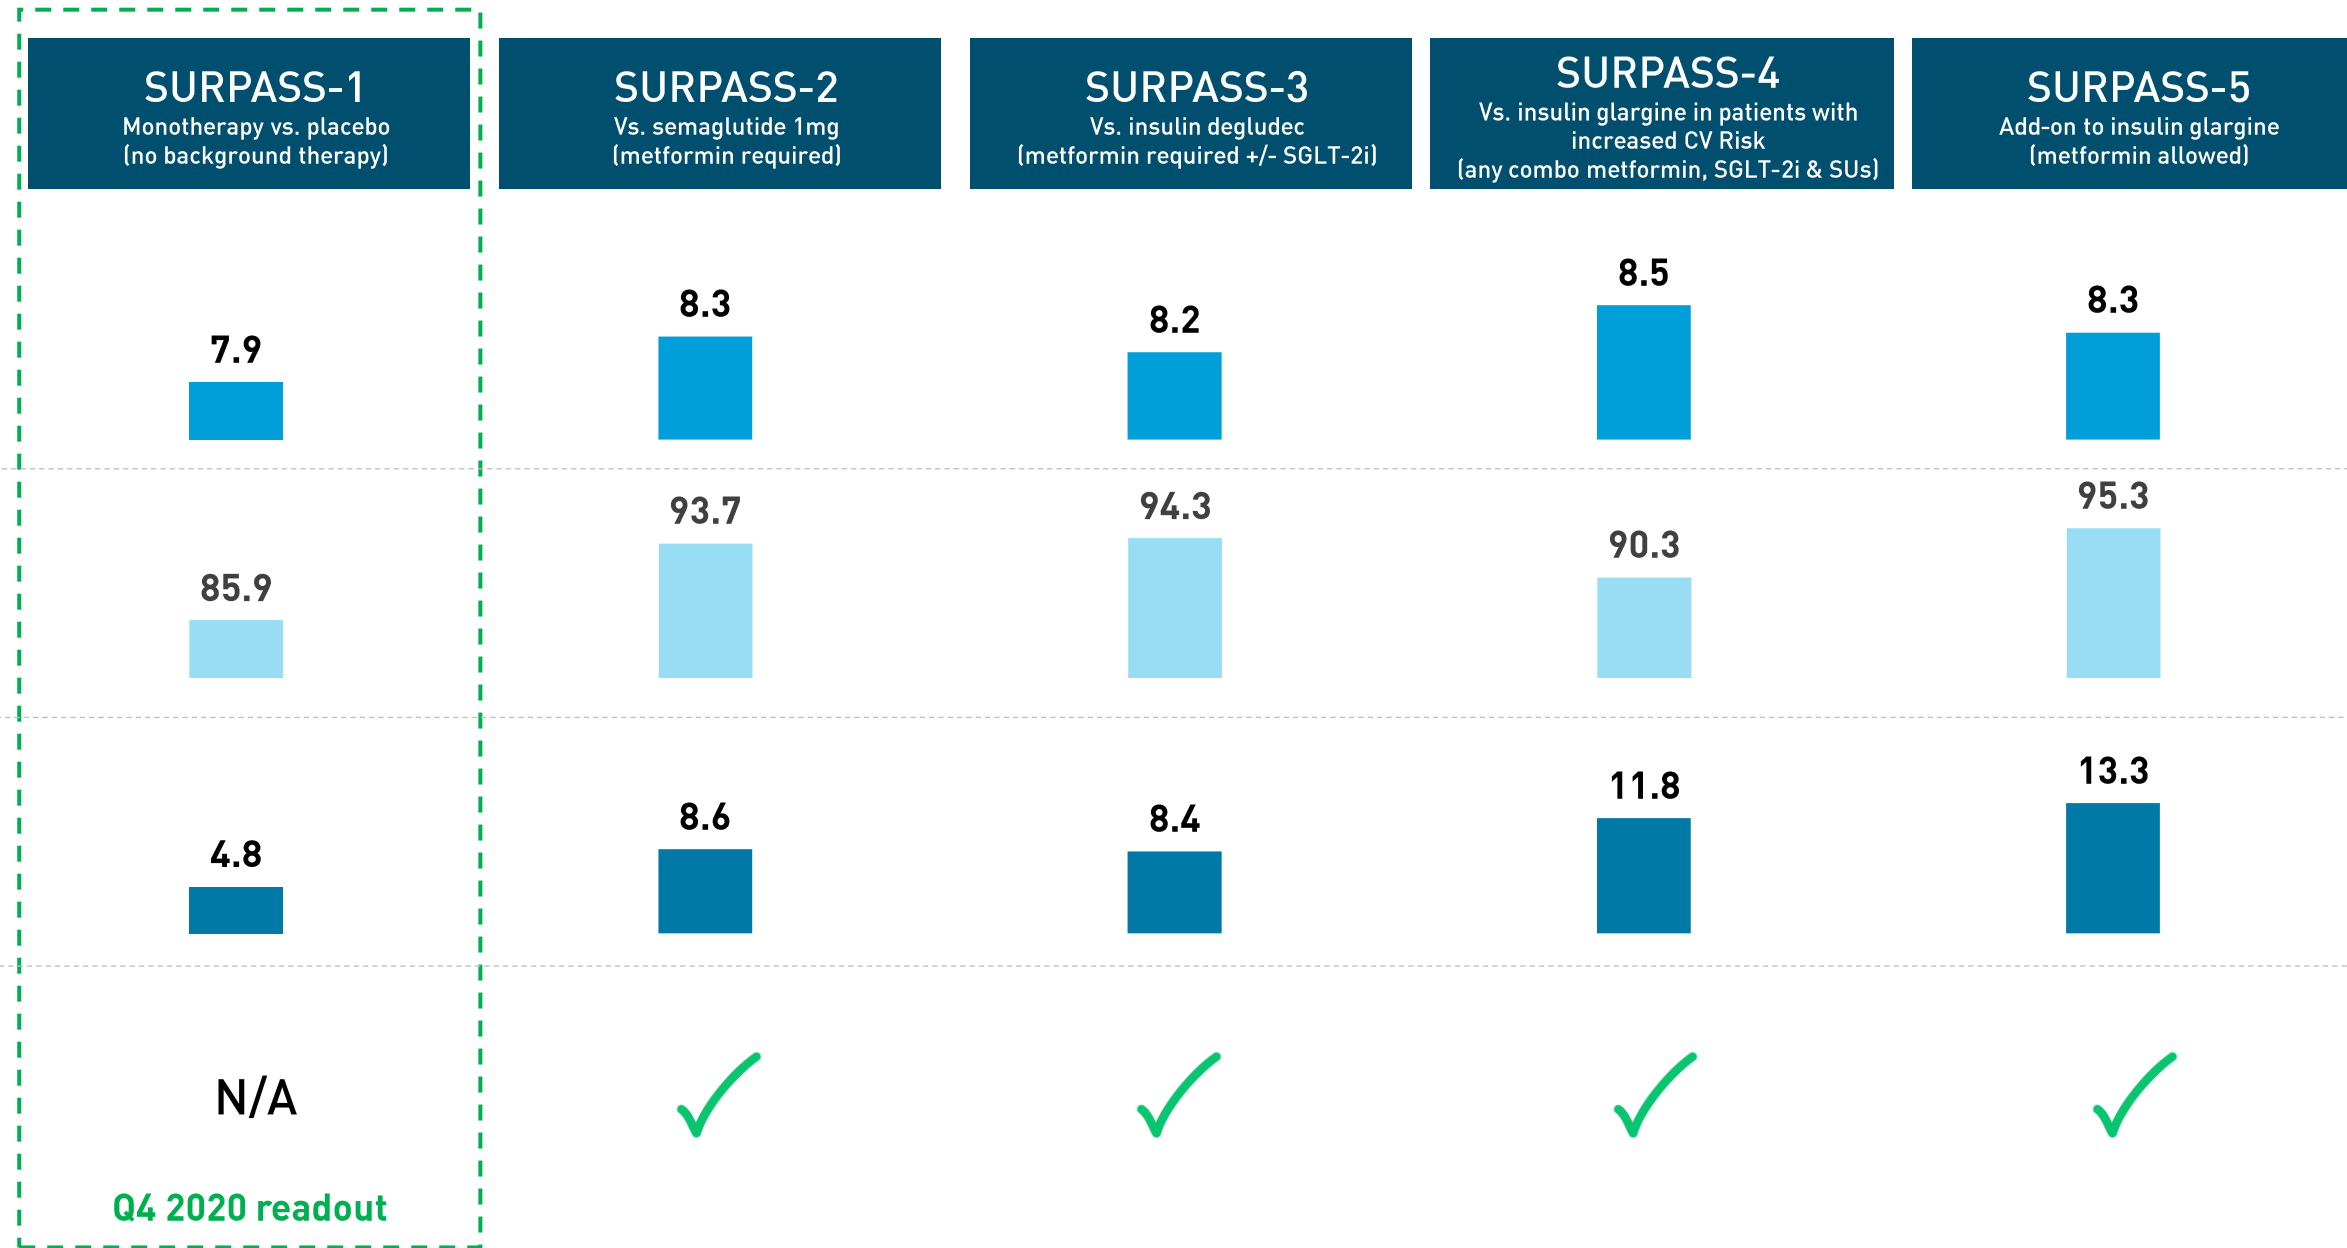 SURPASS-1
Monotherapy vs. placebo
(no background therapy)
SURPASS-2
Vs. semaglutide 1mg
(metformin required)
SURPASS-3
Vs. insulin degludec
(metformin required +/- SGLT-2i)
SURPASS-4
Vs. insulin glargine in patients with
increased CV Risk
(any combo metformin, SGLT-2i & SUs)
SURPASS-5
Add-on to insulin glargine
(metformin allowed)
7.9
8.3
8.2
8.5
8.3
85.9
93.7
94.3
90.3
95.3
4.8
8.6
8.4
11.8
13.3
N/A
Q4 2020 readout